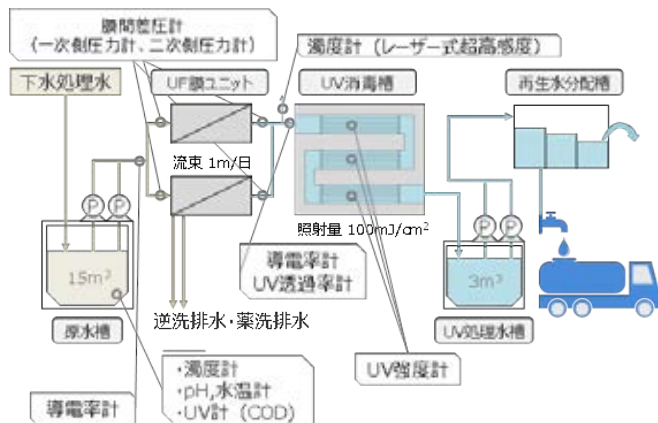 膜間差圧計
（一次側圧力計、二次側圧力計）
濁度計（レーザー式超高感度）
下水処理水
UF膜ユニット
UV消毒槽
再生水分配槽
流束 1m/日
P
P
照射量 100mJ/cm²
P
P
導電率計
UV透過率計
15m³
3m³
逆洗排水・薬洗排水
原水槽
UV処理水槽
UV強度計
・濁度計
・pH,水温計
・UV計（COD）
導電率計